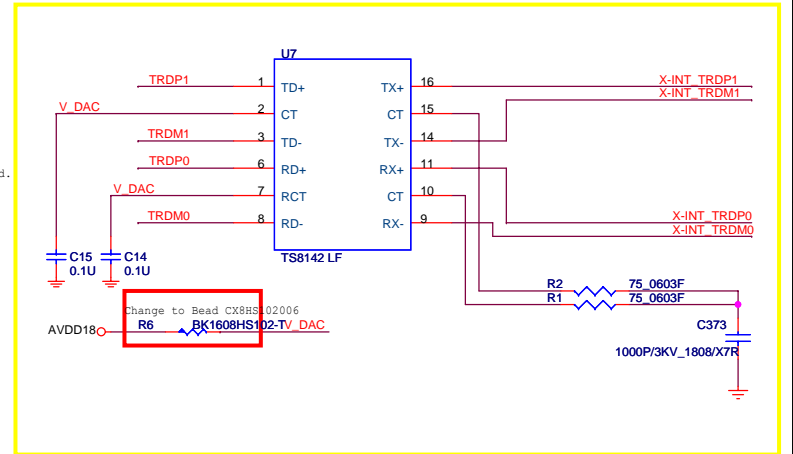 U7
TRDP1
1
TD+
TX+
16
X-INT_TRDP1
V_DAC
2
CT
CT
15
X-INT_TRDM1
TRDM1
3
TD-
TX-
14
TRDP0
6
RD+
RX+
11
d.
V_DAC
7
RCT
CT
10
TRDM0
8
RD-
RX-
9
X-INT_TRDP0
X-INT_TRDM0
TS8142 LF
C15
0.1U
C14
0.1U
R2
75_0603F
R1
75_0603F
Change to Bead CX8HS102006
AVDD18
R6
BK1608HS102-T
V_DAC
C373
1000P/3KV_1808/X7R